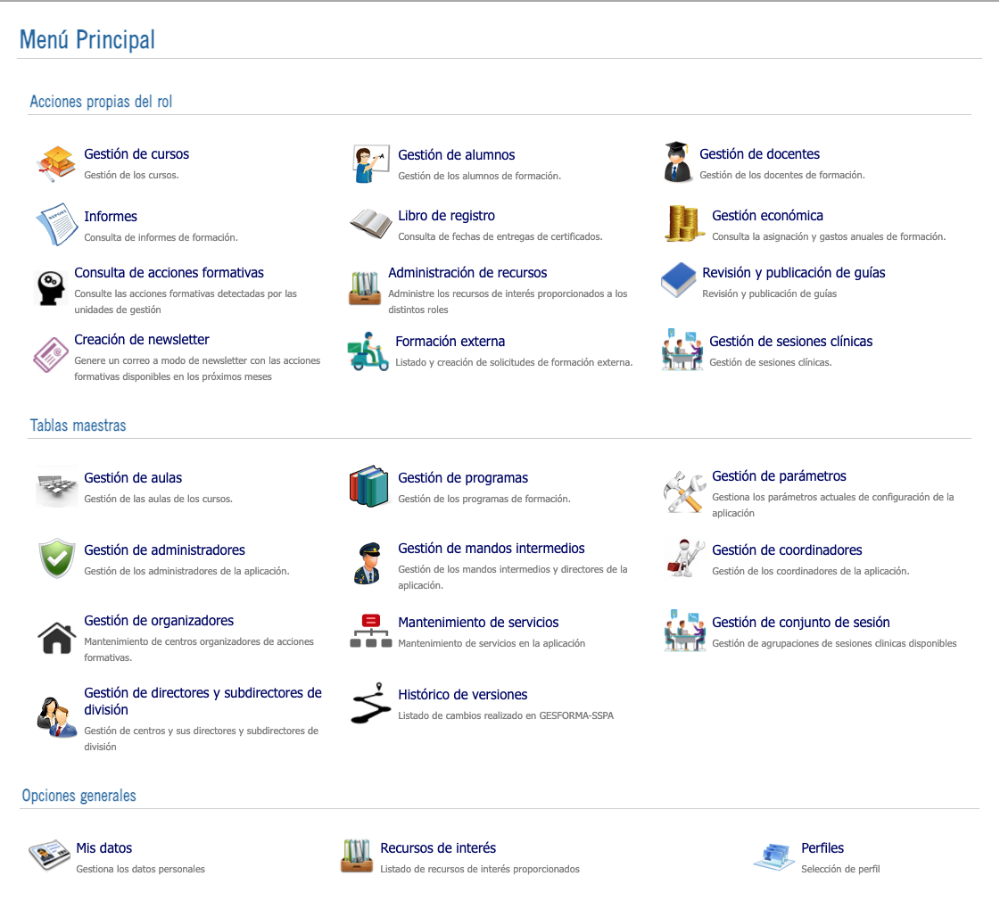 Menú Principal
Acciones propias del rol
Gestión de cursos
Gestión de los cursos.
Gestión de alumnos
Gestión de los alumnos de formación.
Gestión de docentes
Gestión de los docentes de formación.
REPORT
Informes
Consulta de informes de formación.
Libro de registro
Consulta de fechas de entregas de certificados.
Gestión económica
Consulta la asignación y gastos anuales de formación.
Consulta de acciones formativas
Consulte las acciones formativas detectadas por las
unidades de gestión
Administración de recursos
Administre los recursos de interés proporcionados a los
distintos roles
Revisión y publicación de guías
Revisión y publicación de guías
Creación de newsletter
Genere un correo a modo de newsletter con las acciones
formativas disponibles en los próximos meses
Formación externa
Listado y creación de solicitudes de formación externa.
Gestión de sesiones clínicas
Gestión de sesiones clínicas.
Tablas maestras
Gestión de aulas
Gestión de las aulas de los cursos.
Gestión de programas
Gestión de los programas de formación.
Gestión de parámetros
Gestiona los parámetros actuales de configuración de la
aplicación
Gestión de administradores
Gestión de los administradores de la aplicación.
Gestión de mandos intermedios
Gestión de los mandos intermedios y directores de la
aplicación.
Gestión de coordinadores
Gestión de los coordinadores de la aplicación.
Gestión de organizadores
Mantenimiento de centros organizadores de acciones
formativas.
Mantenimiento de servicios
Mantenimiento de servicios en la aplicación
Gestión de conjunto de sesión
Gestión de agrupaciones de sesiones clinicas disponibles
Gestión de directores y subdirectores de
división
Gestión de centros y sus directores y subdirectores de
división
Histórico de versiones
Listado de cambios realizado en GESFORMA-SSPA
Opciones generales
Mis datos
Gestiona los datos personales
Recursos de interés
Listado de recursos de interés proporcionados
Perfiles
Selección de perfil